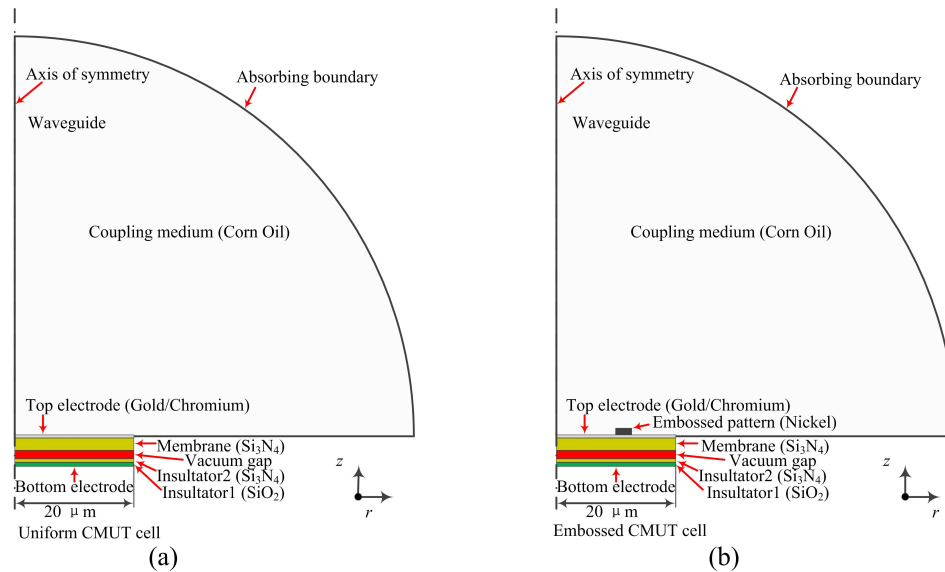 Axis of symmetry
Absorbing boundary
Waveguide
Coupling medium (Corn Oil)
Top electrode (Gold/Chromium)
Membrane (Si₃N₄)
Vacuum gap
Insultator2 (Si₃N₄)
Bottom electrode
Insultator1 (SiO₂)
20 μm
z
r
Uniform CMUT cell
(a)
Axis of symmetry
Absorbing boundary
Waveguide
Coupling medium (Corn Oil)
Top electrode (Gold/Chromium)
Embossed pattern (Nickel)
Membrane (Si₃N₄)
Vacuum gap
Insultator2 (Si₃N₄)
Bottom electrode
Insultator1 (SiO₂)
20 μm
z
r
Embossed CMUT cell
(b)